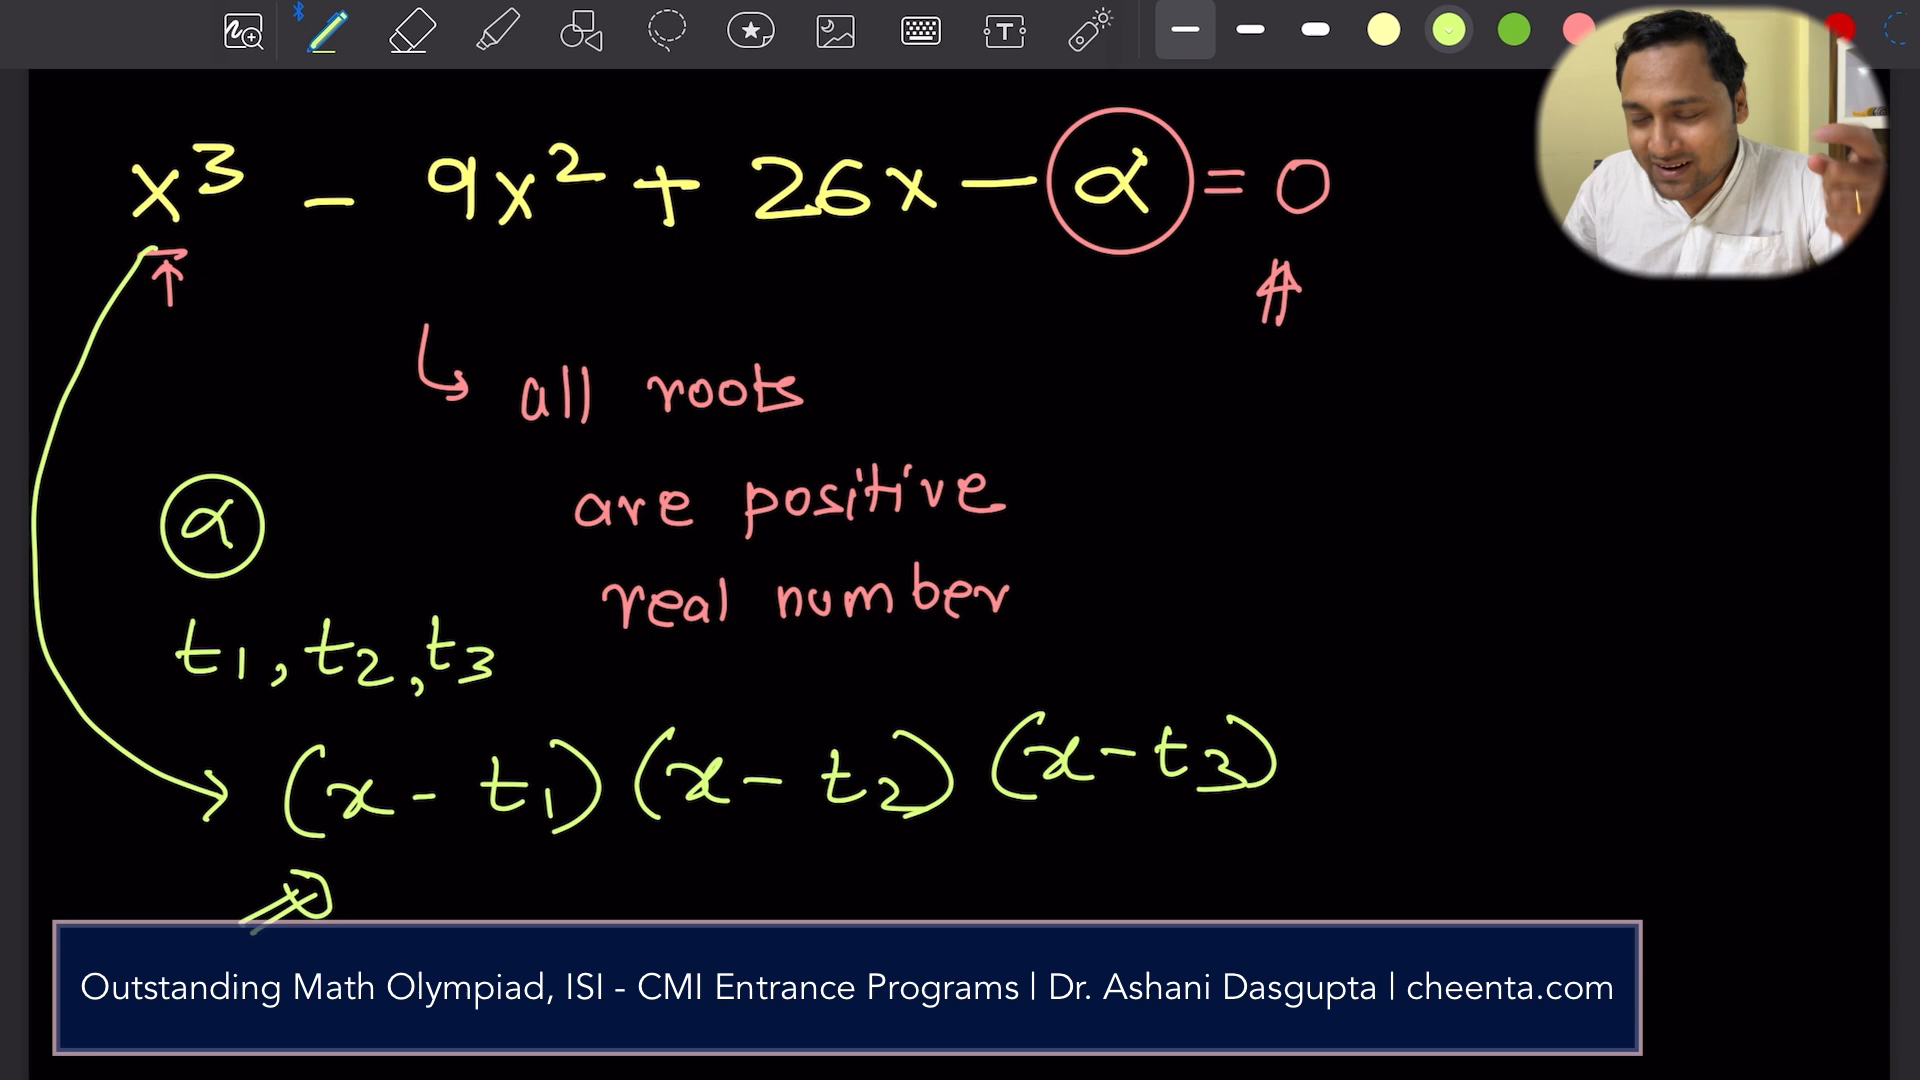 x³ - 9x² + 26x - α = 0
↳ all roots
are positive
real number
α
t₁, t₂, t₃
(x - t₁) (x - t₂) (x - t₃)
Outstanding Math Olympiad, ISI - CMI Entrance Programs | Dr. Ashani Dasgupta | cheenta.com